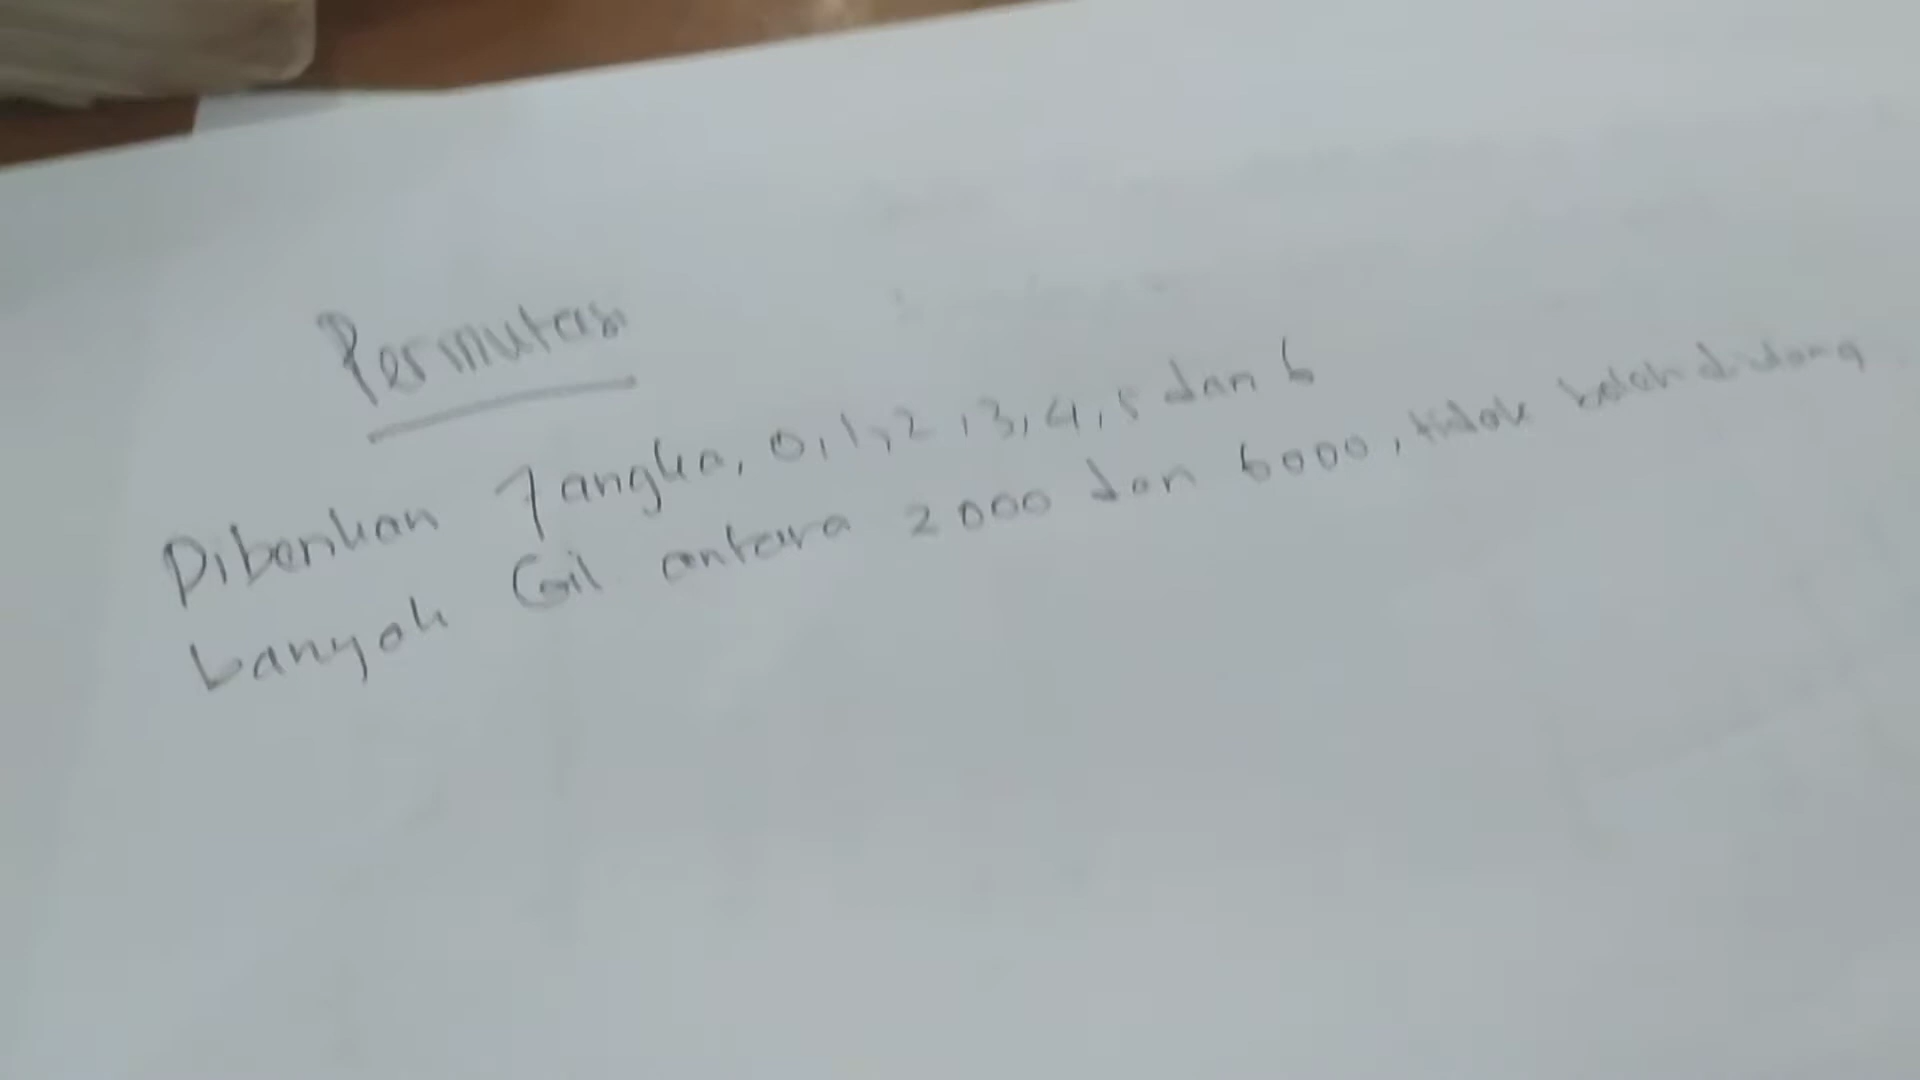 Permutasi
Diberikan 7 angka, 0, 1, 2, 3, 4, 5 dan 6
banyak Gil antara 2000 dan 6000, tidak boleh diulang